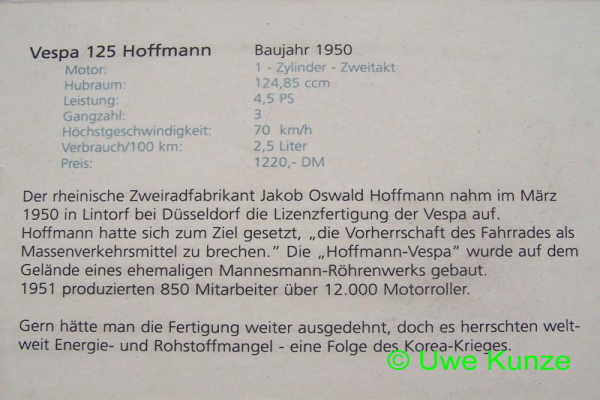 Vespa 125 Hoffmann Baujahr 1950
Motor: 1 - Zylinder - Zweitakt
Hubraum: 124,85 ccm
Leistung: 4,5 PS
Gangzahl: 3
Höchstgeschwindigkeit: 70 km/h
Verbrauch/100 km: 2,5 Liter
Preis: 1220,- DM
Der rheinische Zweiradfabrikant Jakob Oswald Hoffmann nahm im März
1950 in Lintorf bei Düsseldorf die Lizenzfertigung der Vespa auf.
Hoffmann hatte sich zum Ziel gesetzt, „die Vorherrschaft des Fahrrades als
Massenverkehrsmittel zu brechen.” Die „Hoffmann-Vespa” wurde auf dem
Gelände eines ehemaligen Mannesmann-Röhrenwerks gebaut.
1951 produzierten 850 Mitarbeiter über 12.000 Motorroller.
Gern hätte man die Fertigung weiter ausgedehnt, doch es herrschten welt-
weit Energie- und Rohstoffmangel - eine Folge des Korea-Krieges.
© Uwe Kunze